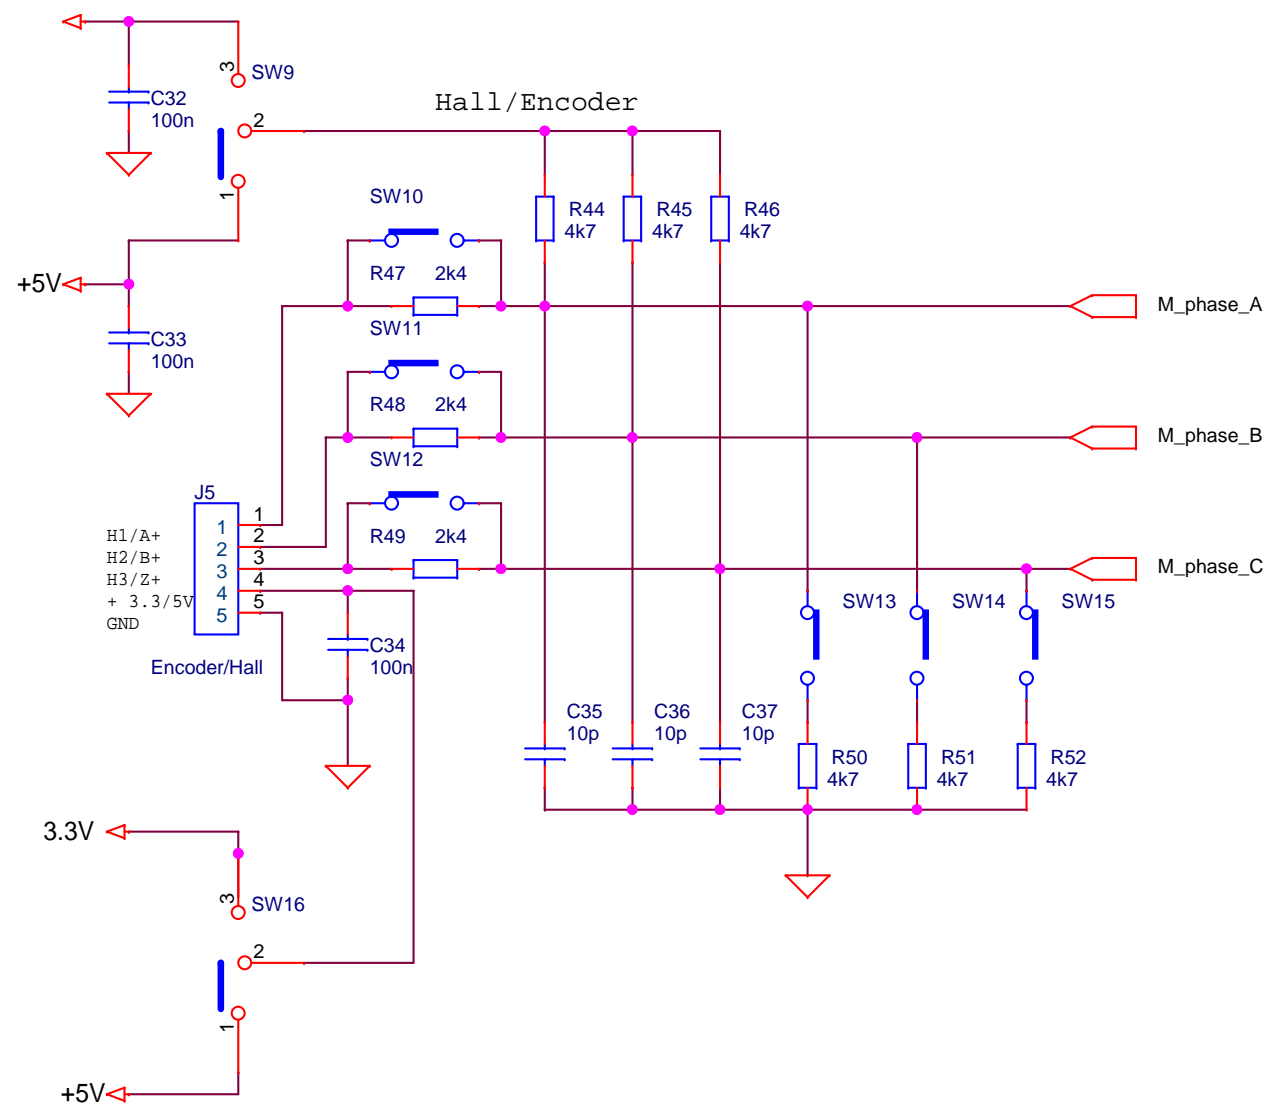 3
SW9
C32
100n
2
Hall/Encoder
1
SW10
R44
4k7
R45
4k7
R46
4k7
+5V
R47 2k4
SW11
M_phase_A
C33
100n
R48 2k4
SW12
M_phase_B
J5
R49 2k4
M_phase_C
H1/A+
H2/B+
H3/Z+
+ 3.3/5V
GND
1
2
3
4
5
1
2
3
4
5
Encoder/Hall
C34
100n
SW13
SW14
SW15
C35
10p
C36
10p
C37
10p
R50
4k7
R51
4k7
R52
4k7
3.3V
3
SW16
2
1
+5V